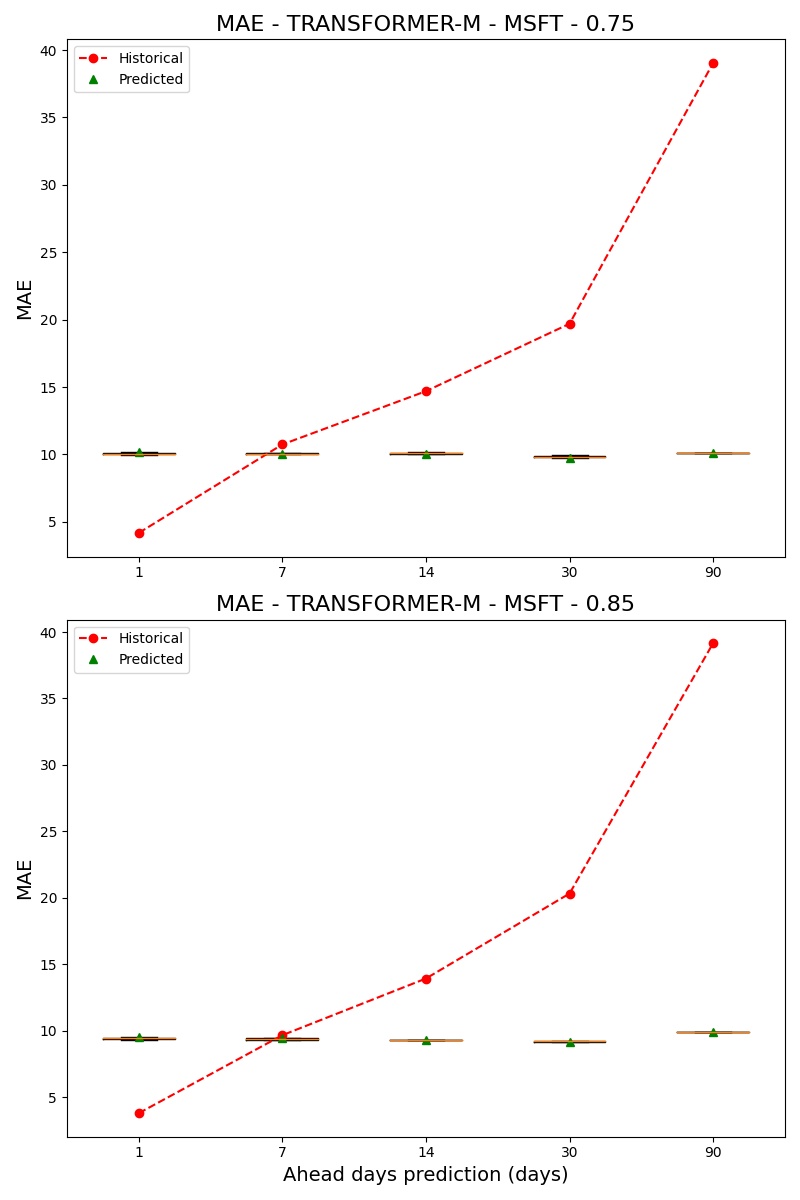 MAE - TRANSFORMER-M - MSFT - 0.75
Historical
Predicted
MAE
40
35
30
25
20
15
10
5
1 7 14 30 90
MAE - TRANSFORMER-M - MSFT - 0.85
Historical
Predicted
MAE
40
35
30
25
20
15
10
5
1 7 14 30 90
Ahead days prediction (days)